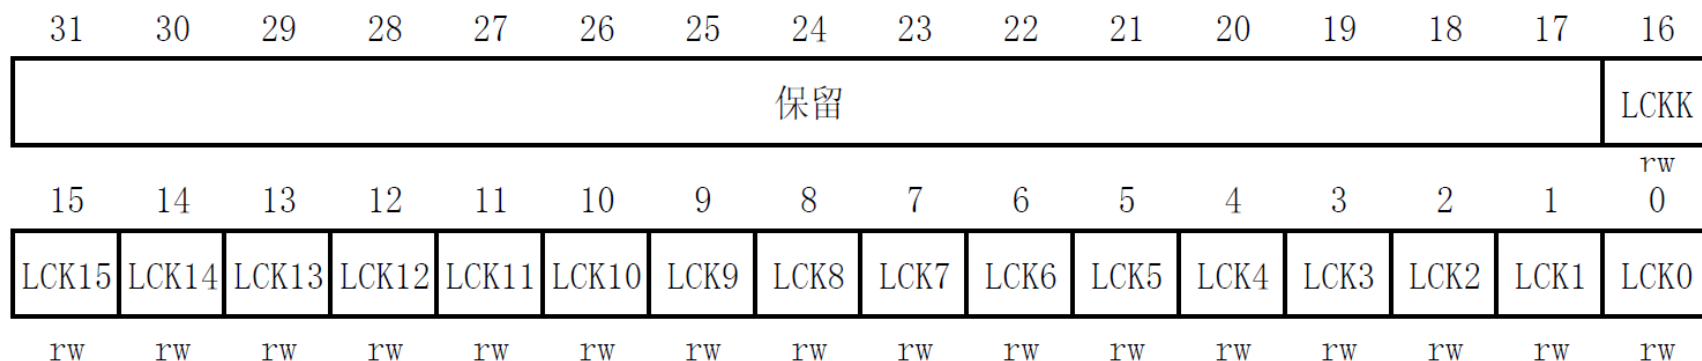 31 30 29 28 27 26 25 24 23 22 21 20 19 18 17 16
保留 LCKK
rw
15 14 13 12 11 10 9 8 7 6 5 4 3 2 1 0
LCK15 LCK14 LCK13 LCK12 LCK11 LCK10 LCK9 LCK8 LCK7 LCK6 LCK5 LCK4 LCK3 LCK2 LCK1 LCK0
rw rw rw rw rw rw rw rw rw rw rw rw rw rw rw rw